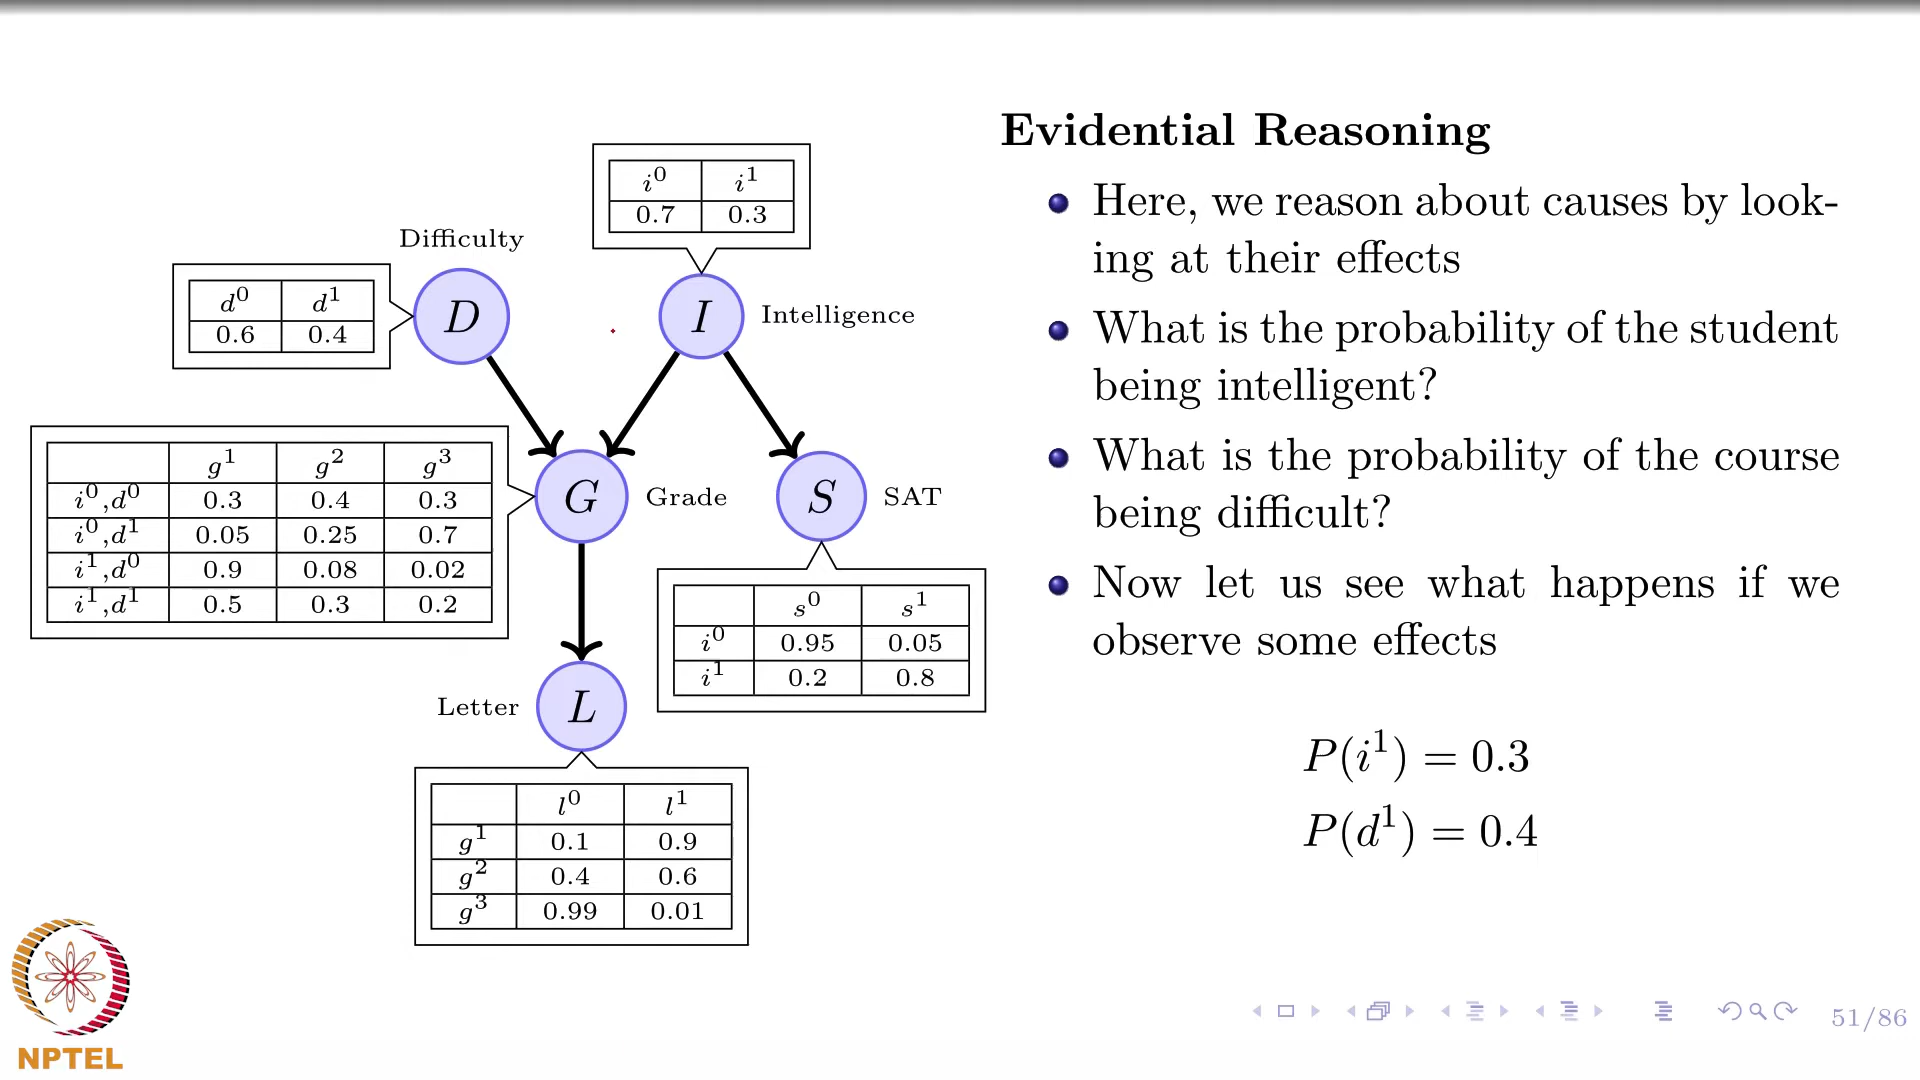 Evidential Reasoning
Here, we reason about causes by look-
ing at their effects
What is the probability of the student
being intelligent?
What is the probability of the course
being difficult?
Now let us see what happens if we
observe some effects
P(i¹) = 0.3
P(d¹) = 0.4
i⁰ i¹
0.7 0.3
Difficulty
d⁰ d¹
0.6 0.4
D
I
Intelligence
g¹ g² g³
i⁰,d⁰ 0.3 0.4 0.3
i⁰,d¹ 0.05 0.25 0.7
i¹,d⁰ 0.9 0.08 0.02
i¹,d¹ 0.5 0.3 0.2
G
Grade
S
SAT
s⁰ s¹
i⁰ 0.95 0.05
i¹ 0.2 0.8
Letter
L
l⁰ l¹
g¹ 0.1 0.9
g² 0.4 0.6
g³ 0.99 0.01
NPTEL
51/86